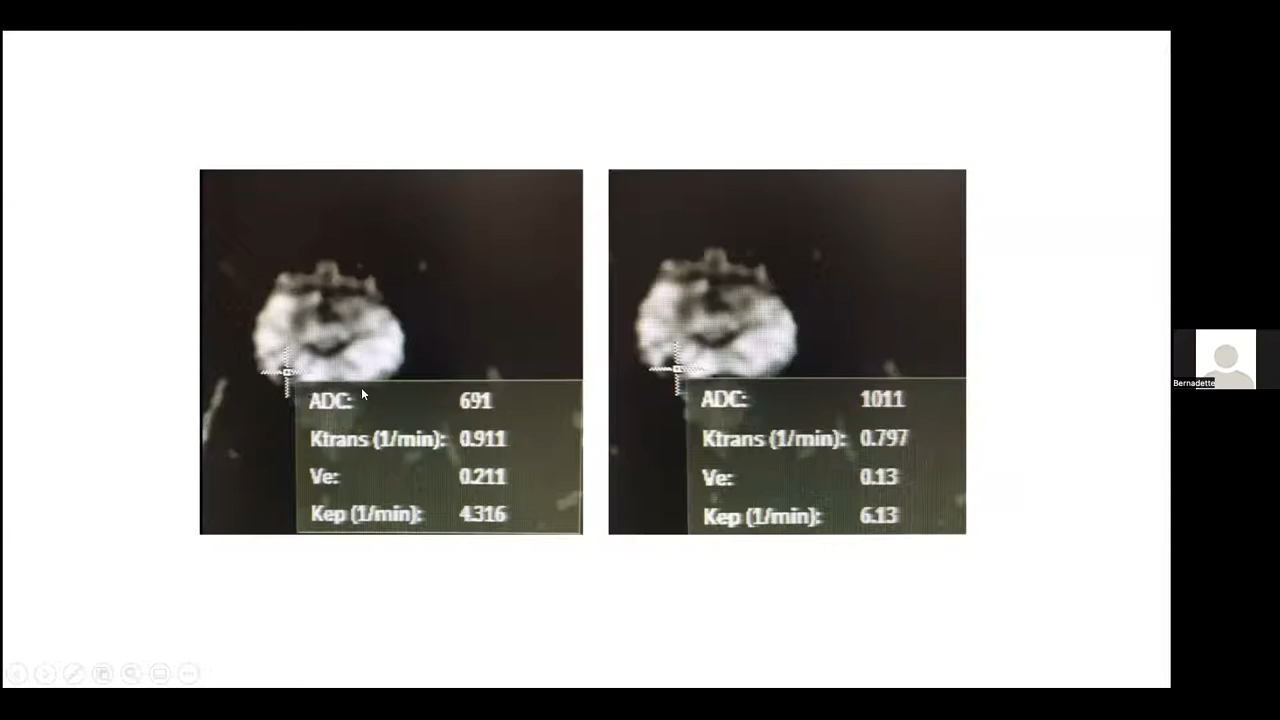 ADC: 691
Ktrans (1/min): 0.911
Ve: 0.211
Kep (1/min): 4.316
ADC: 1011
Ktrans (1/min): 0.797
Ve: 0.13
Kep (1/min): 6.13
Bernadette